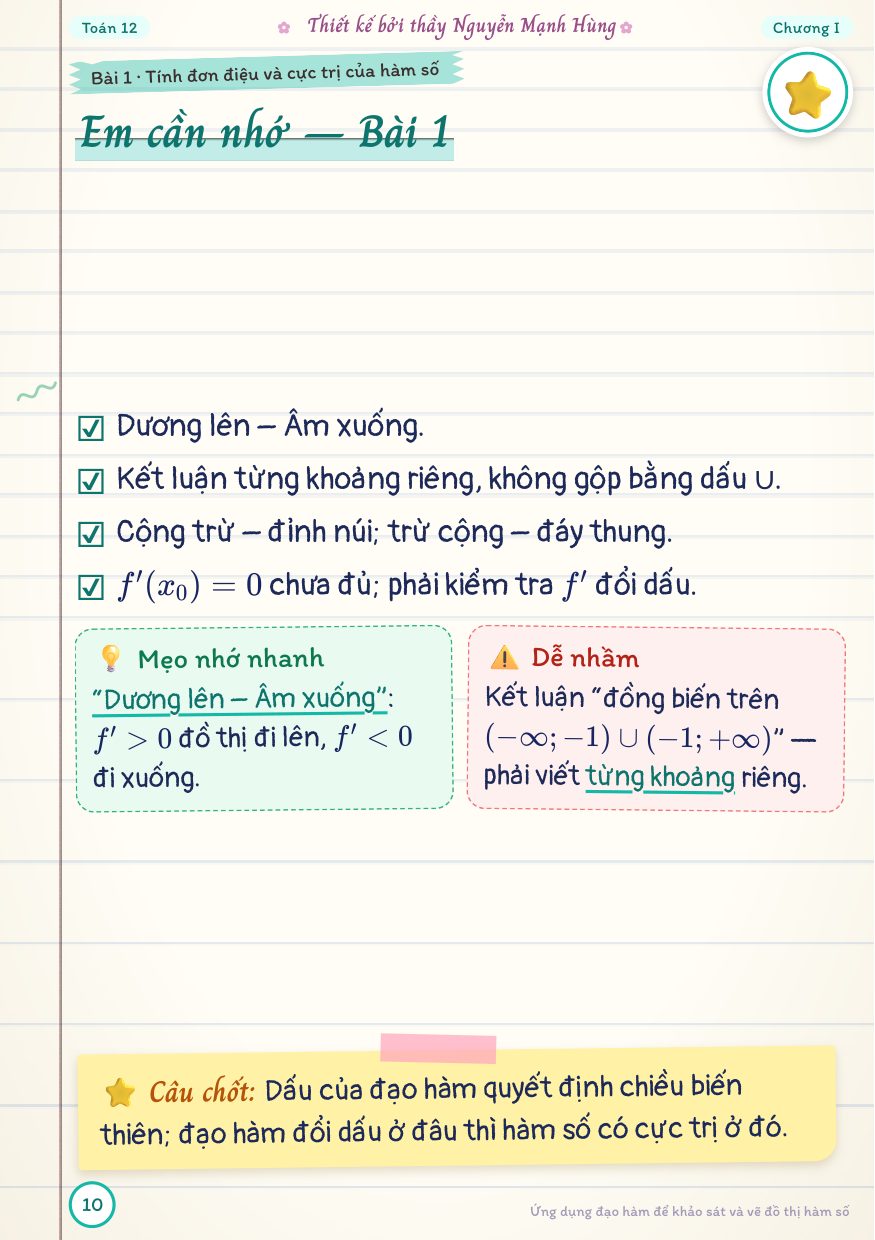 Toán 12
Thiết kế bởi thầy Nguyễn Mạnh Hùng
Chương I
Bài 1 · Tính đơn điệu và cực trị của hàm số
Em cần nhớ — Bài 1
Dương lên – Âm xuống.
Kết luận từng khoảng riêng, không gộp bằng dấu ∪.
Cộng trừ – đỉnh núi; trừ cộng – đáy thung.
f′(x₀) = 0 chưa đủ; phải kiểm tra f′ đổi dấu.
Mẹo nhớ nhanh
“Dương lên – Âm xuống”:
f′ > 0 đồ thị đi lên, f′ < 0
đi xuống.
Dễ nhầm
Kết luận “đồng biến trên
(−∞; −1) ∪ (−1; +∞)” —
phải viết từng khoảng riêng.
Câu chốt: Dấu của đạo hàm quyết định chiều biến
thiên; đạo hàm đổi dấu ở đâu thì hàm số có cực trị ở đó.
10
Ứng dụng đạo hàm để khảo sát và vẽ đồ thị hàm số